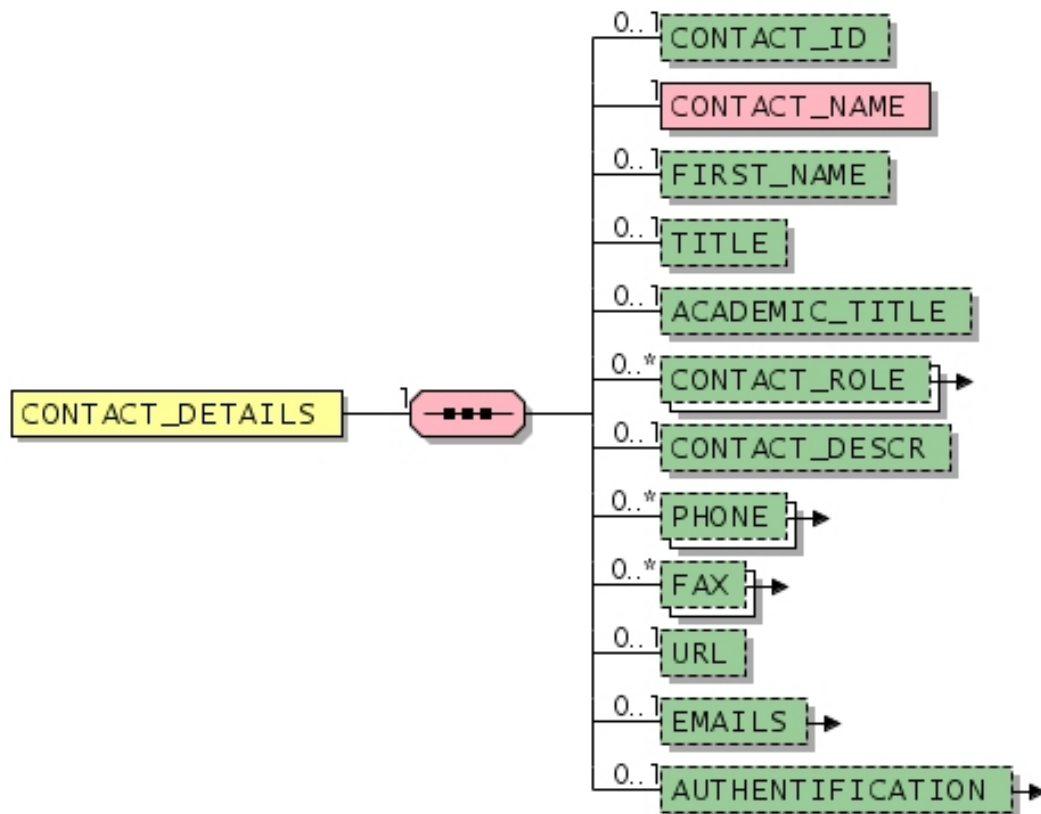 0..1 CONTACT_ID
1 CONTACT_NAME
0..1 FIRST_NAME
0..1 TITLE
0..1 ACADEMIC_TITLE
0..* CONTACT_ROLE
CONTACT_DETAILS 1
0..1 CONTACT_DESCR
0..* PHONE
0..* FAX
0..1 URL
0..1 EMAILS
0..1 AUTHENTIFICATION